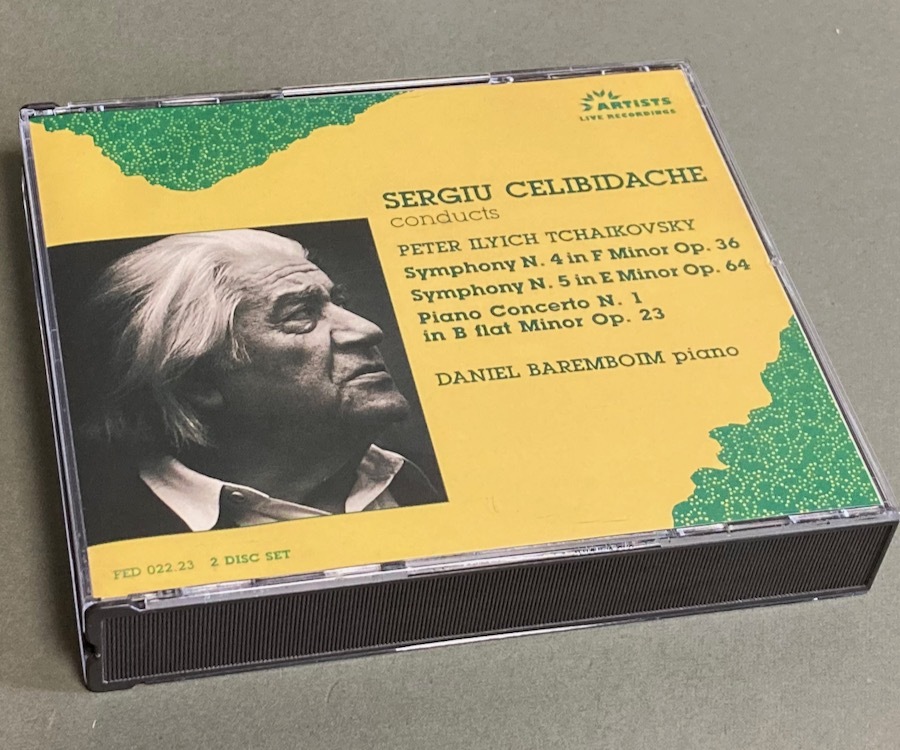 ARTISTS
LIVE RECORDINGS
SERGIU CELIBIDACHE
conducts
PETER ILYICH TCHAIKOVSKY
Symphony N. 4 in F Minor Op. 36
Symphony N. 5 in E Minor Op. 64
Piano Concerto N. 1
in B flat Minor Op. 23
DANIEL BAREMBOIM piano
FED 022.23 2 DISC SET